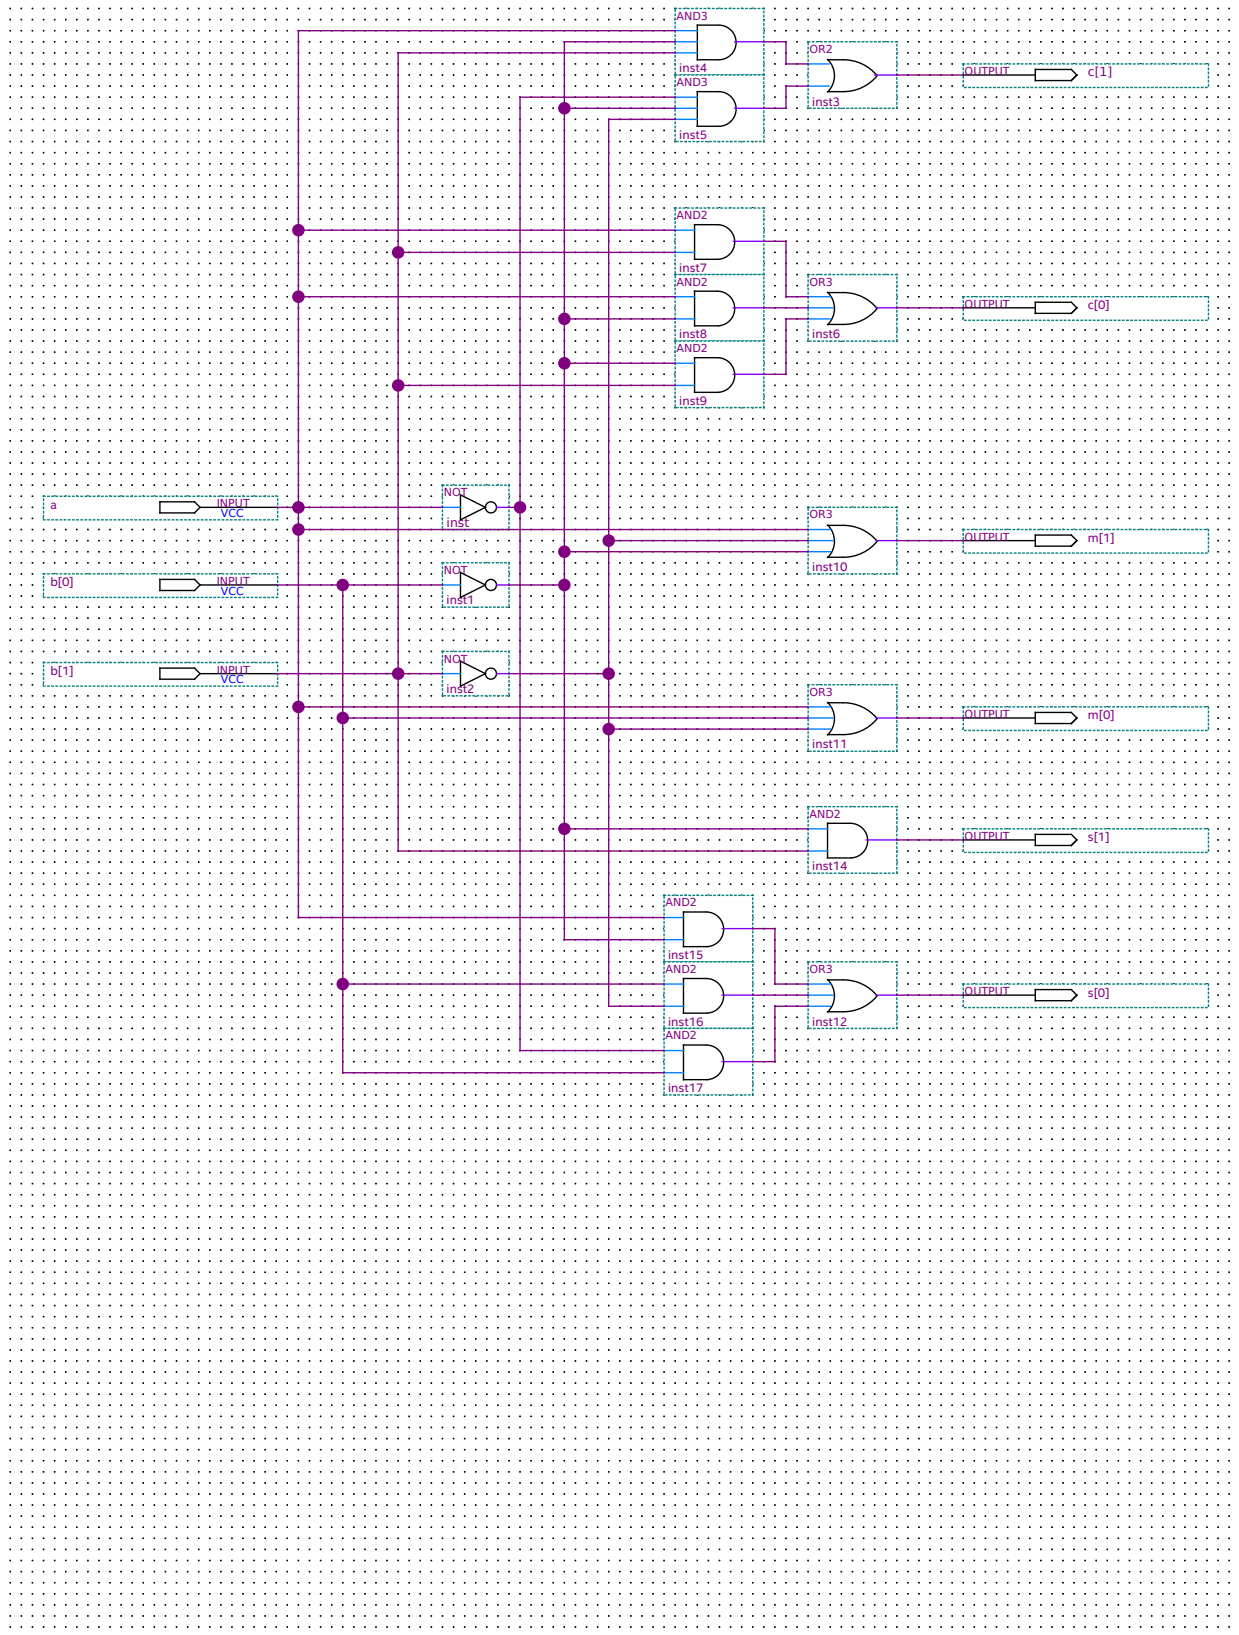 AND3
inst4
AND3
inst5
OR2
inst3
OUTPUT
c[1]
AND2
inst7
AND2
inst8
AND2
inst9
OR3
inst6
OUTPUT
c[0]
a
INPUT
VCC
NOT
inst
OR3
inst10
OUTPUT
m[1]
b[0]
INPUT
VCC
NOT
inst1
b[1]
INPUT
VCC
NOT
inst2
OR3
inst11
OUTPUT
m[0]
AND2
inst14
OUTPUT
s[1]
AND2
inst15
AND2
inst16
AND2
inst17
OR3
inst12
OUTPUT
s[0]